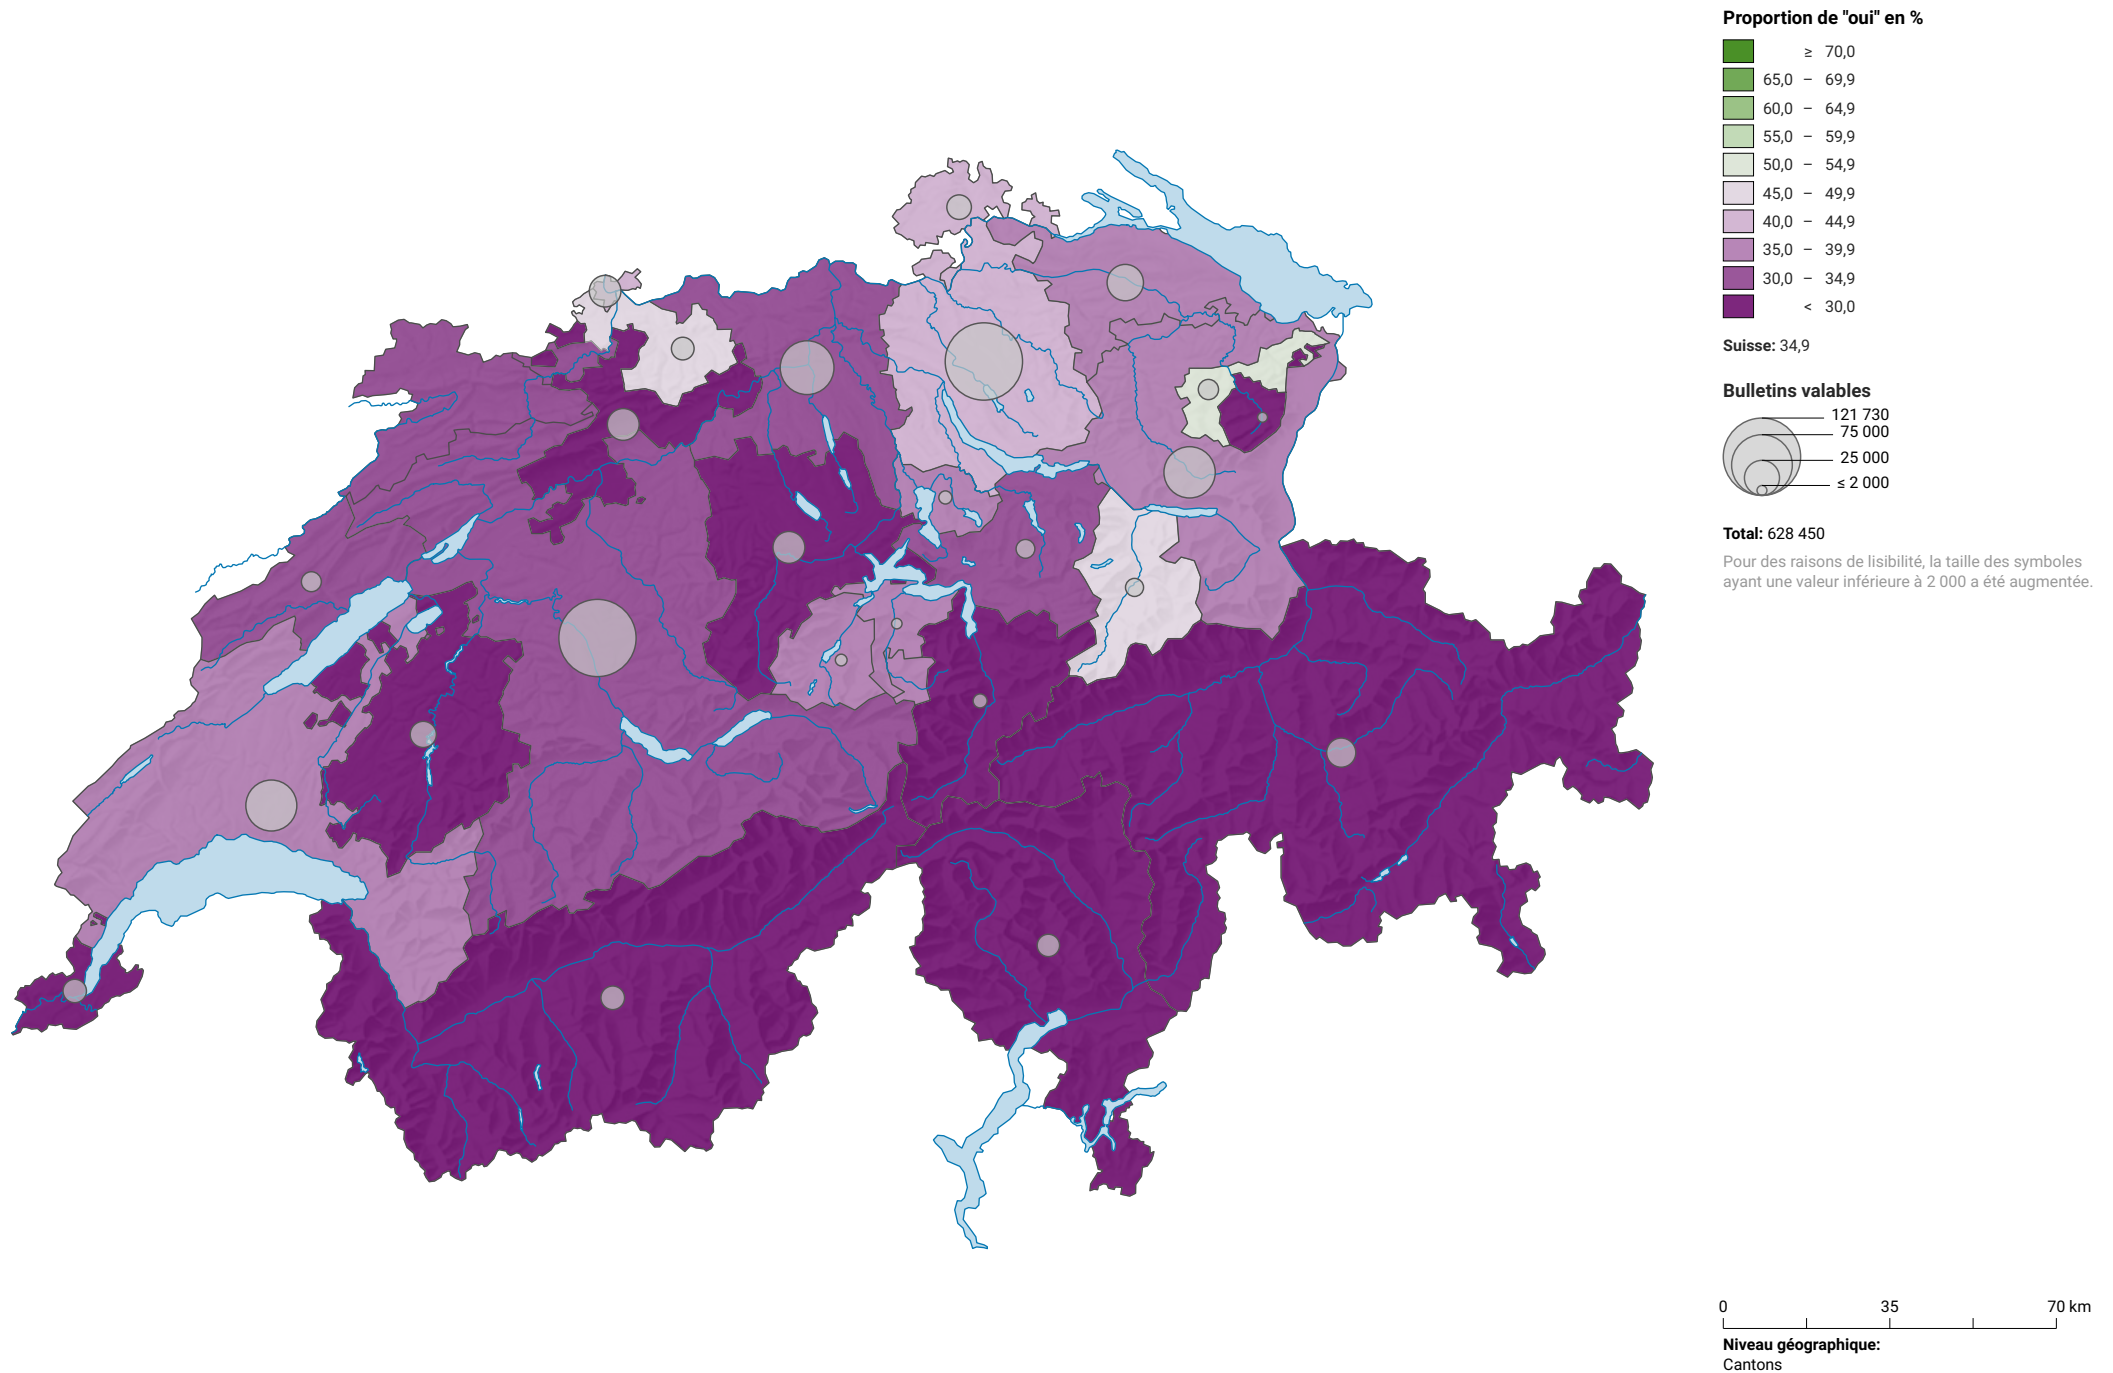 Proportion de "oui" en %
≥ 70,0
65,0 – 69,9
60,0 – 64,9
55,0 – 59,9
50,0 – 54,9
45,0 – 49,9
40,0 – 44,9
35,0 – 39,9
30,0 – 34,9
< 30,0
Suisse: 34,9
Bulletins valables
121 730
75 000
25 000
≤ 2 000
Total: 628 450
Pour des raisons de lisibilité, la taille des symboles
ayant une valeur inférieure à 2 000 a été augmentée.
0 35 70 km
Niveau géographique:
Cantons